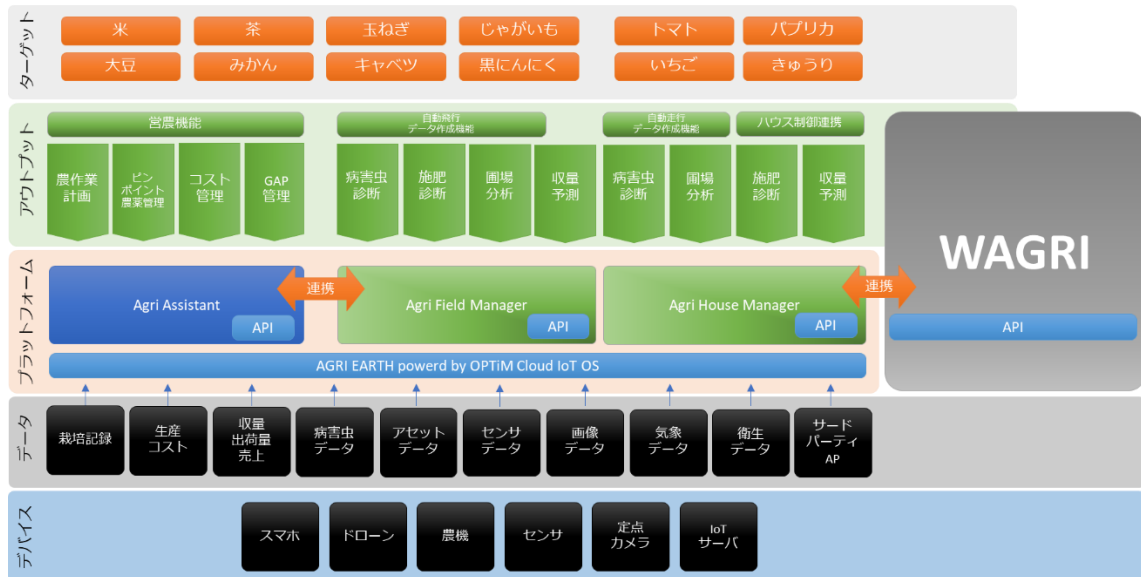 ターゲット
米
茶
玉ねぎ
じゃがいも
トマト
パプリカ
大豆
みかん
キャベツ
黒にんにく
いちご
きゅうり
アウトプット
営農機能
自動飛行
データ作成機能
自動走行
データ作成機能
ハウス制御連携
農作業
計画
ピン
ポイント
農薬管理
コスト
管理
GAP
管理
病害虫
診断
施肥
診断
圃場
分析
収量
予測
病害虫
診断
圃場
分析
施肥
診断
収量
予測
WAGRI
API
プラットフォーム
Agri Assistant
API
連携
Agri Field Manager
API
Agri House Manager
API
連携
AGRI EARTH powerd by OPTiM Cloud IoT OS
データ
栽培記録
生産
コスト
収量
出荷量
売上
病害虫
データ
アセット
データ
センサ
データ
画像
データ
気象
データ
衛生
データ
サード
パーティ
AP
デバイス
スマホ
ドローン
農機
センサ
定点
カメラ
IoT
サーバ